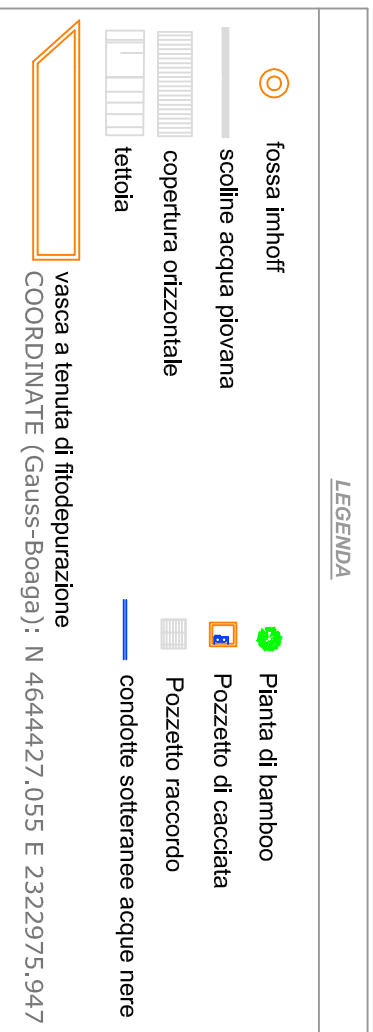 LEGENDA
fossa imhoff
scoline acqua piovana
copertura orizzontale
tettoia
Pianta di bamboo
Pozzetto di cacciata
Pozzetto raccordo
condotte sotteranee acque nere
vasca a tenuta di fitodepurazione
COORDINATE (Gauss-Boaga): N 4644427.055 E 2322975.947